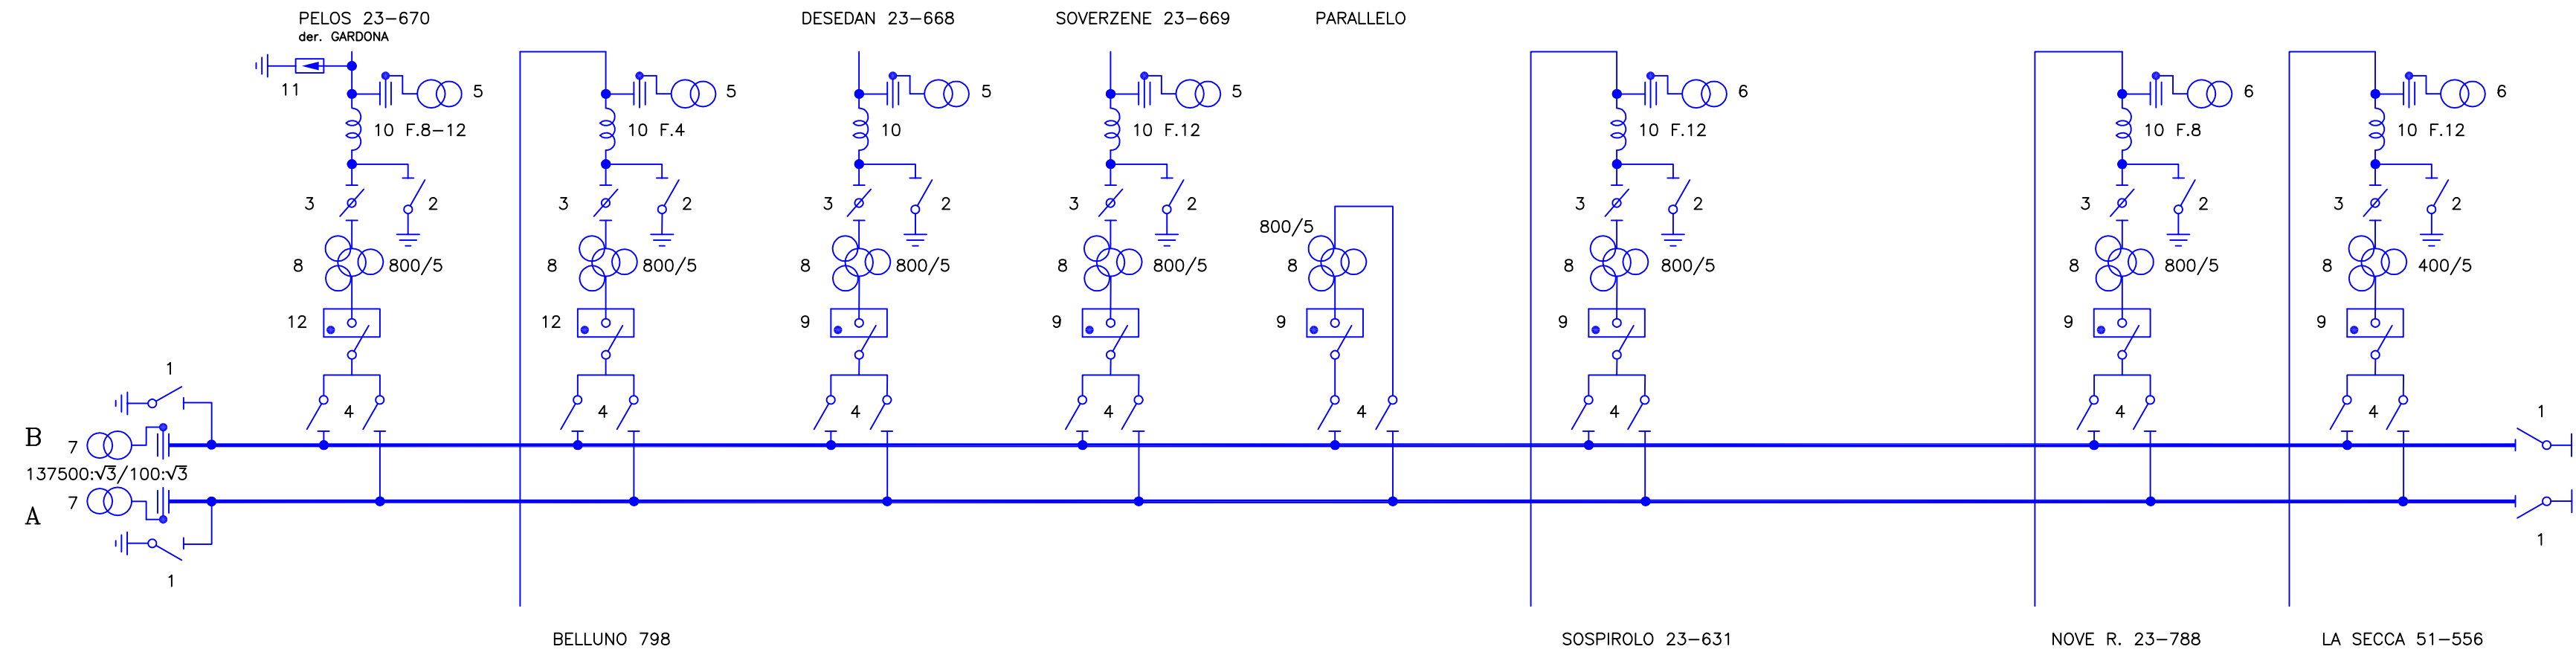 PELOS 23-670 DESEDAN 23-668 SOVERZENE 23-669 PARALLELO
der. GARDONA
11 5 5 5 5 6 6 6
10 F.8-12 10 F.4 10 10 F.12 10 F.12 10 F.8 10 F.12
3 2 3 2 3 2 3 2 3 2 3 2 3 2
800/5
8 800/5 8 800/5 8 800/5 8 800/5 8 8 800/5 8 800/5 8 400/5
12 12 9 9 9 9 9 9
1
4 4 4 4 4 4 4 4 1
B
7
137500:√3/100:√3
7
A
1
1
BELLUNO 798 SOSPIROLO 23-631 NOVE R. 23-788 LA SECCA 51-556